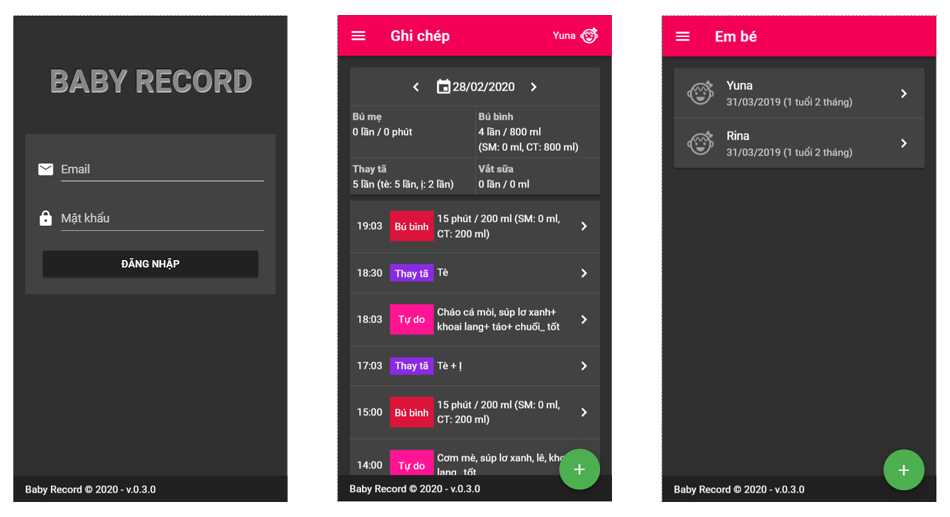 BABY RECORD
Email
Mật khẩu
ĐĂNG NHẬP
Baby Record © 2020 - v.0.3.0
Ghi chép
Yuna
28/02/2020
Bú mẹ
0 lần / 0 phút
Bú bình
4 lần / 800 ml
(SM: 0 ml, CT: 800 ml)
Thay tã
5 lần (tè: 5 lần, ị: 2 lần)
Vắt sữa
0 lần / 0 ml
19:03 Bú bình 15 phút / 200 ml (SM: 0 ml,
CT: 200 ml)
18:30 Thay tã Tè
18:03 Tự do Cháo cá mòi, súp lơ xanh+
khoai lang+ táo+ chuối_ tốt
17:03 Thay tã Tè + Ị
15:00 Bú bình 15 phút / 200 ml (SM: 0 ml,
CT: 200 ml)
14:00 Tự do Cơm mè, súp lơ xanh, lê,
lang_ tốt
Baby Record © 2020 - v.0.3.0
Em bé
Yuna
31/03/2019 (1 tuổi 2 tháng)
Rina
31/03/2019 (1 tuổi 2 tháng)
Baby Record © 2020 - v.0.3.0